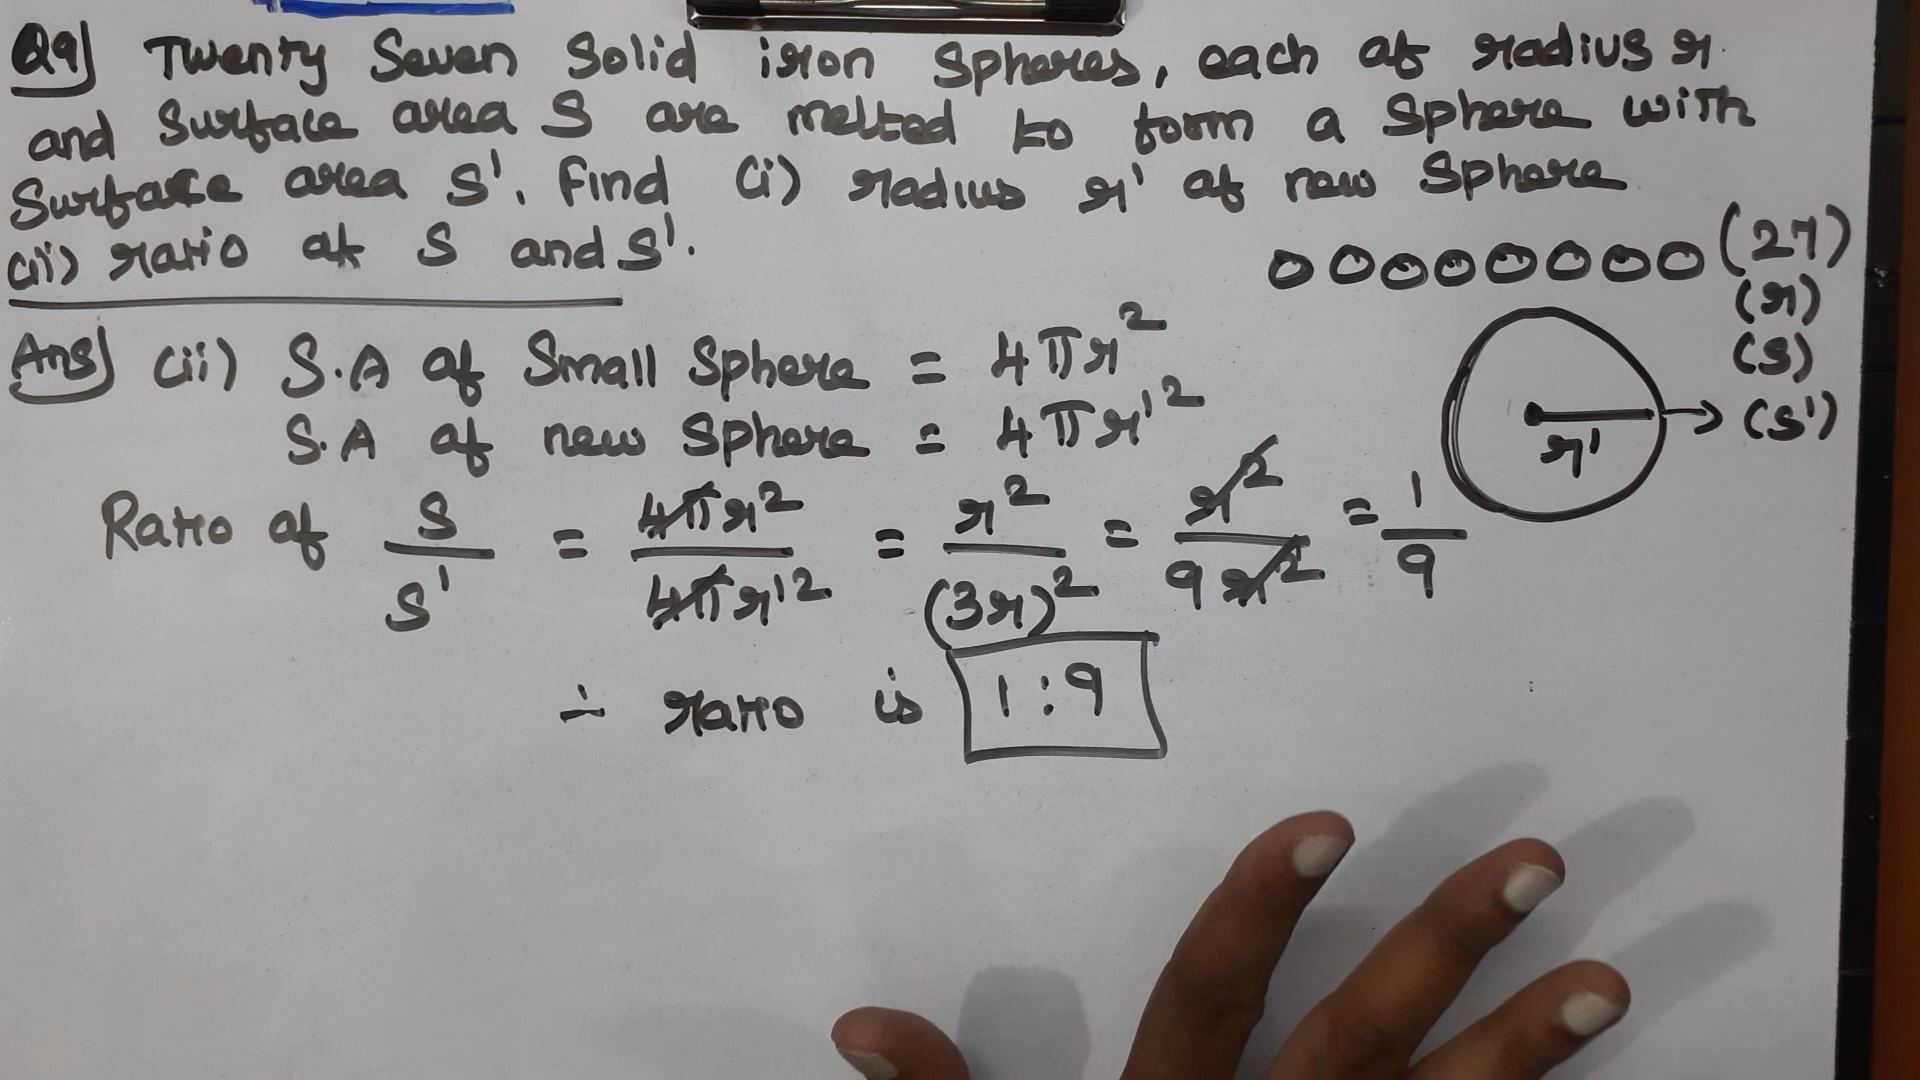 Q9) Twenty Seven Solid iron Spheres, each of radius r.
and Surface area S are melted to form a Sphere with
Surface area S'. Find (i) radius r' of new Sphere
(ii) ratio of S and S'.
(27)
(r)
(S)
(S')
r'
Ans) (ii) S.A of Small Sphere = 4πr²
S.A of new Sphere = 4πr'²
Ratio of S/S' = 4πr²/4πr'² = r²/(3r)² = r²/9r² = 1/9
∴ ratio is 1:9